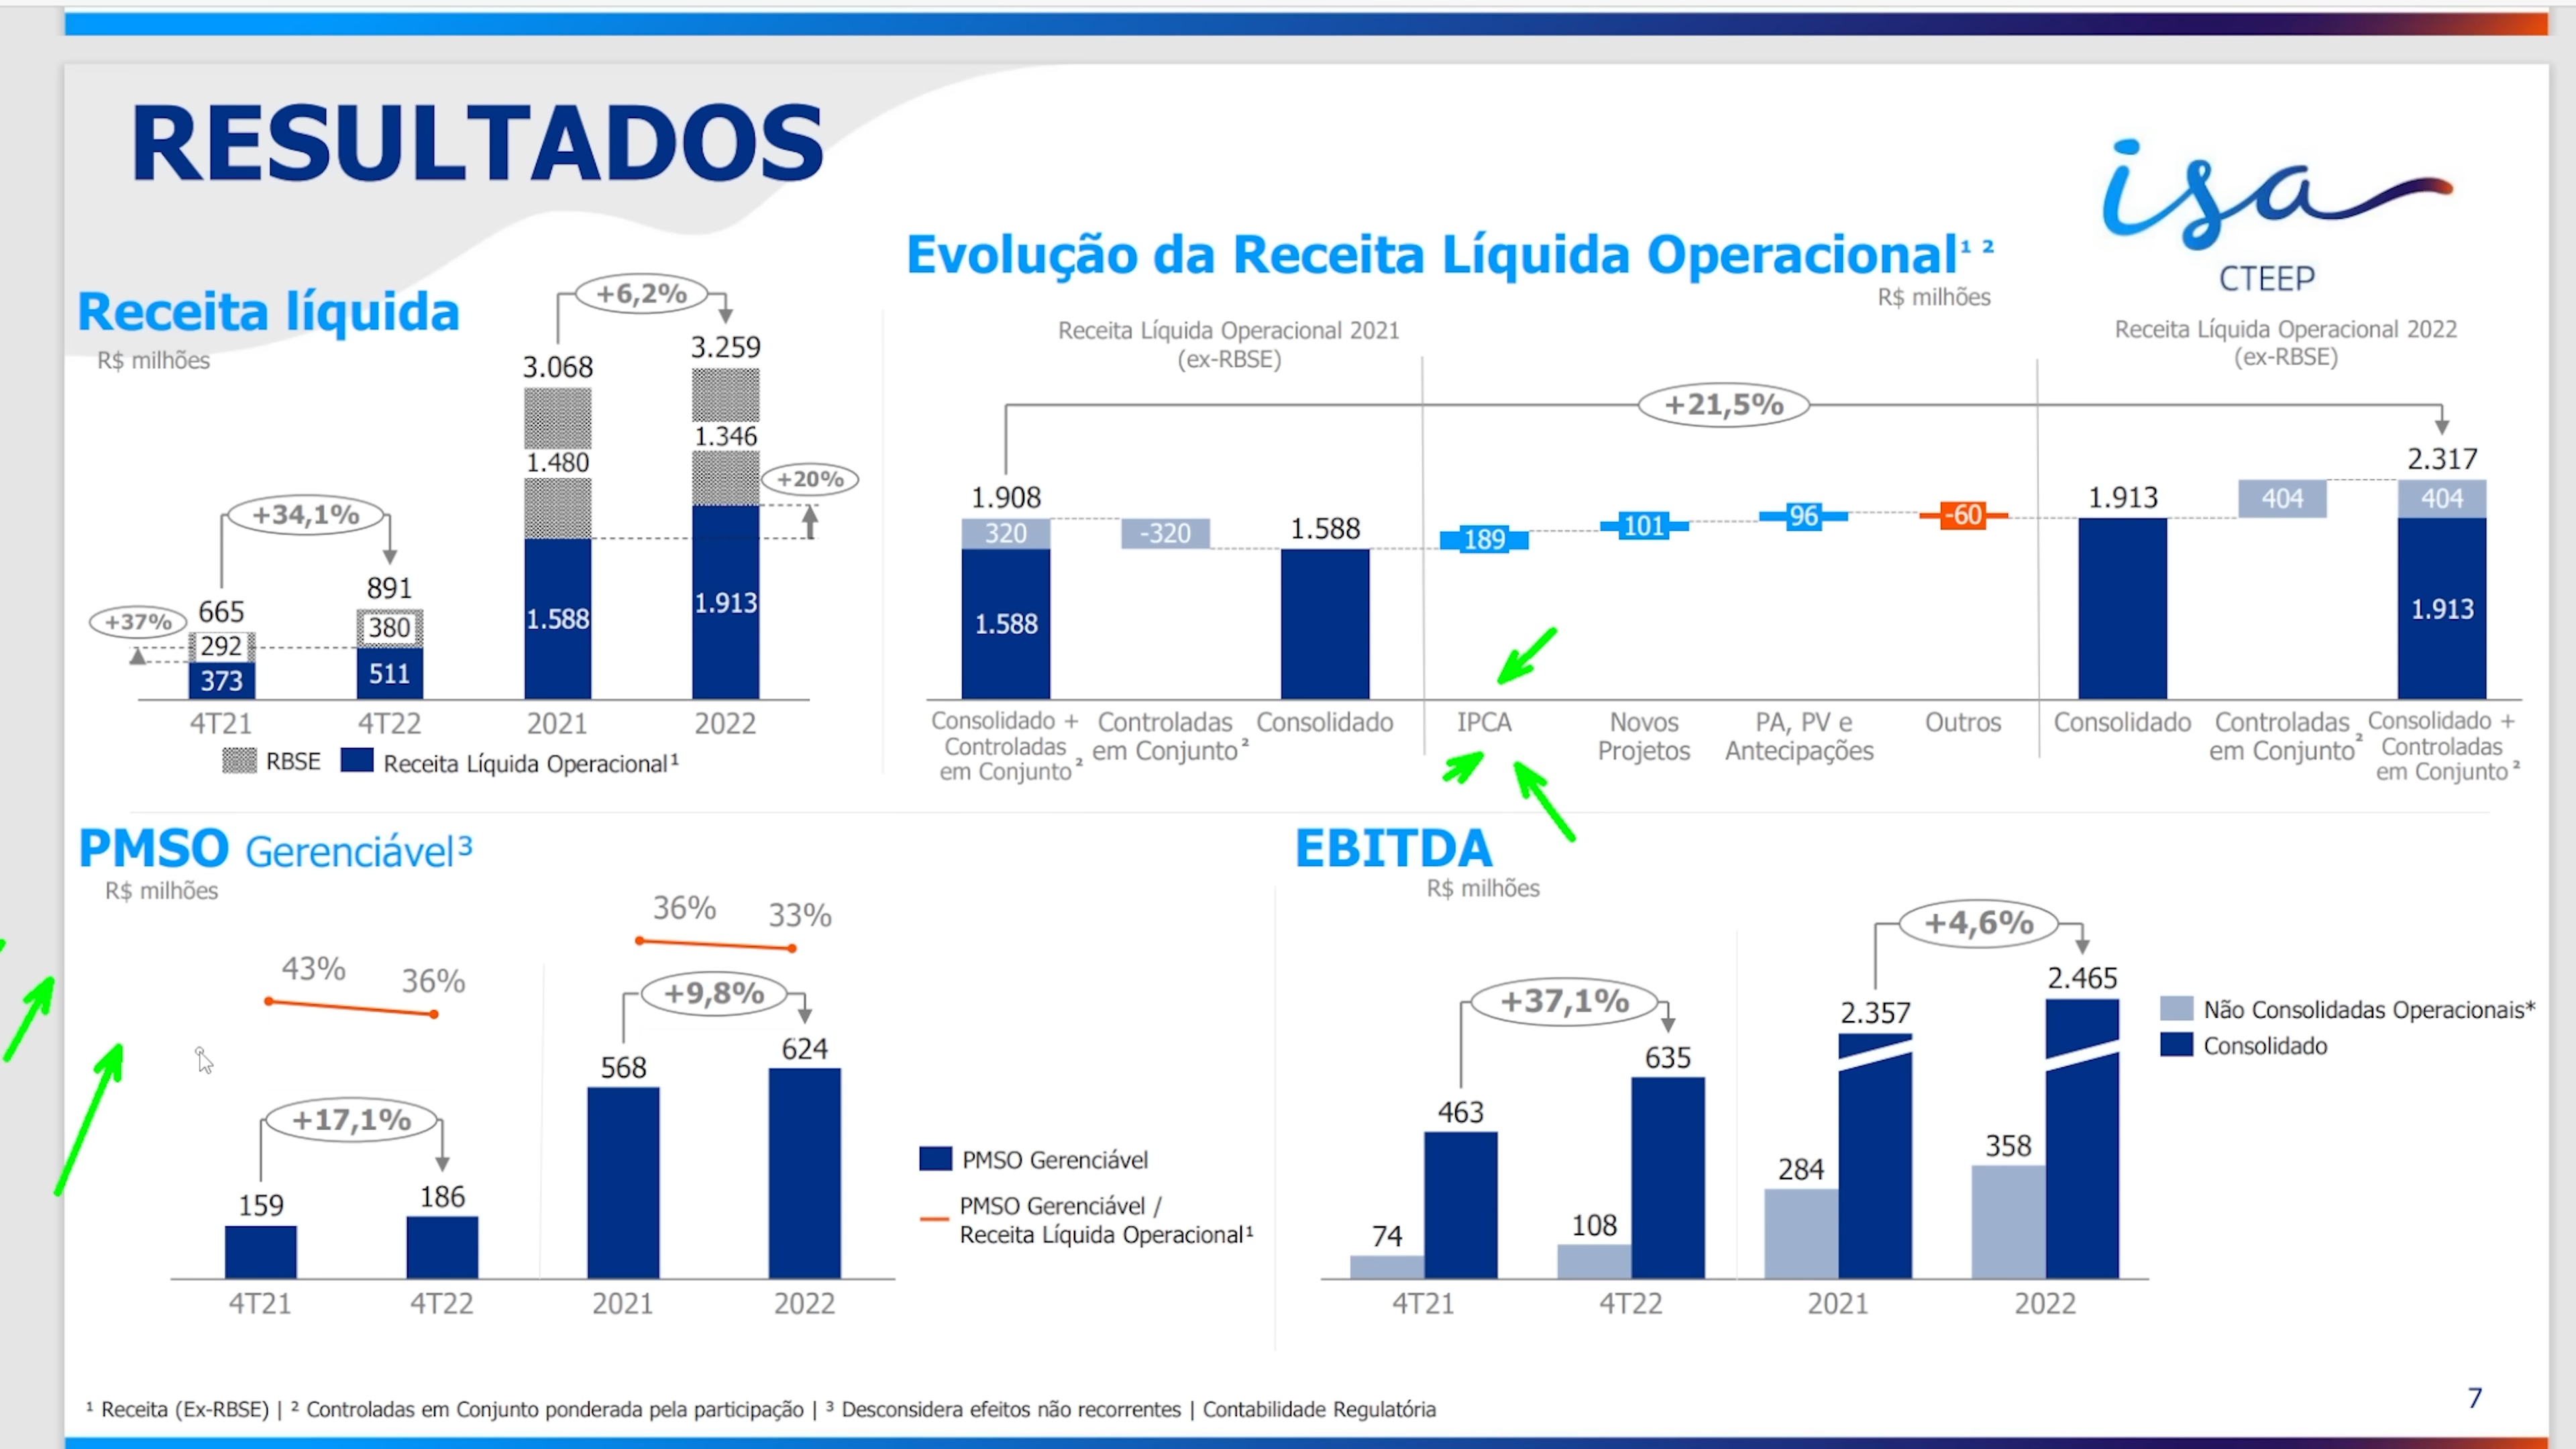 RESULTADOS
isa
CTEEP
Receita líquida
R$ milhões
+6,2%
3.068
3.259
1.480
1.346
+20%
+34,1%
891
665
+37%
380
292
373
511
1.588
1.913
4T21
4T22
2021
2022
RBSE
Receita Líquida Operacional¹
Evolução da Receita Líquida Operacional¹ ²
R$ milhões
Receita Líquida Operacional 2021
(ex-RBSE)
Receita Líquida Operacional 2022
(ex-RBSE)
+21,5%
1.908
320
1.588
-320
1.588
189
101
96
-60
1.913
404
2.317
404
1.913
Consolidado +
Controladas
em Conjunto²
Controladas
em Conjunto²
Consolidado
IPCA
Novos
Projetos
PA, PV e
Antecipações
Outros
Consolidado
Controladas
em Conjunto²
Consolidado +
Controladas
em Conjunto²
PMSO Gerenciável³
R$ milhões
43%
36%
36%
33%
+17,1%
+9,8%
159
186
568
624
4T21
4T22
2021
2022
PMSO Gerenciável
PMSO Gerenciável /
Receita Líquida Operacional¹
EBITDA
R$ milhões
+37,1%
+4,6%
74
463
108
635
284
2.357
358
2.465
4T21
4T22
2021
2022
Não Consolidadas Operacionais*
Consolidado
¹ Receita (Ex-RBSE) | ² Controladas em Conjunto ponderada pela participação | ³ Desconsidera efeitos não recorrentes | Contabilidade Regulatória
7